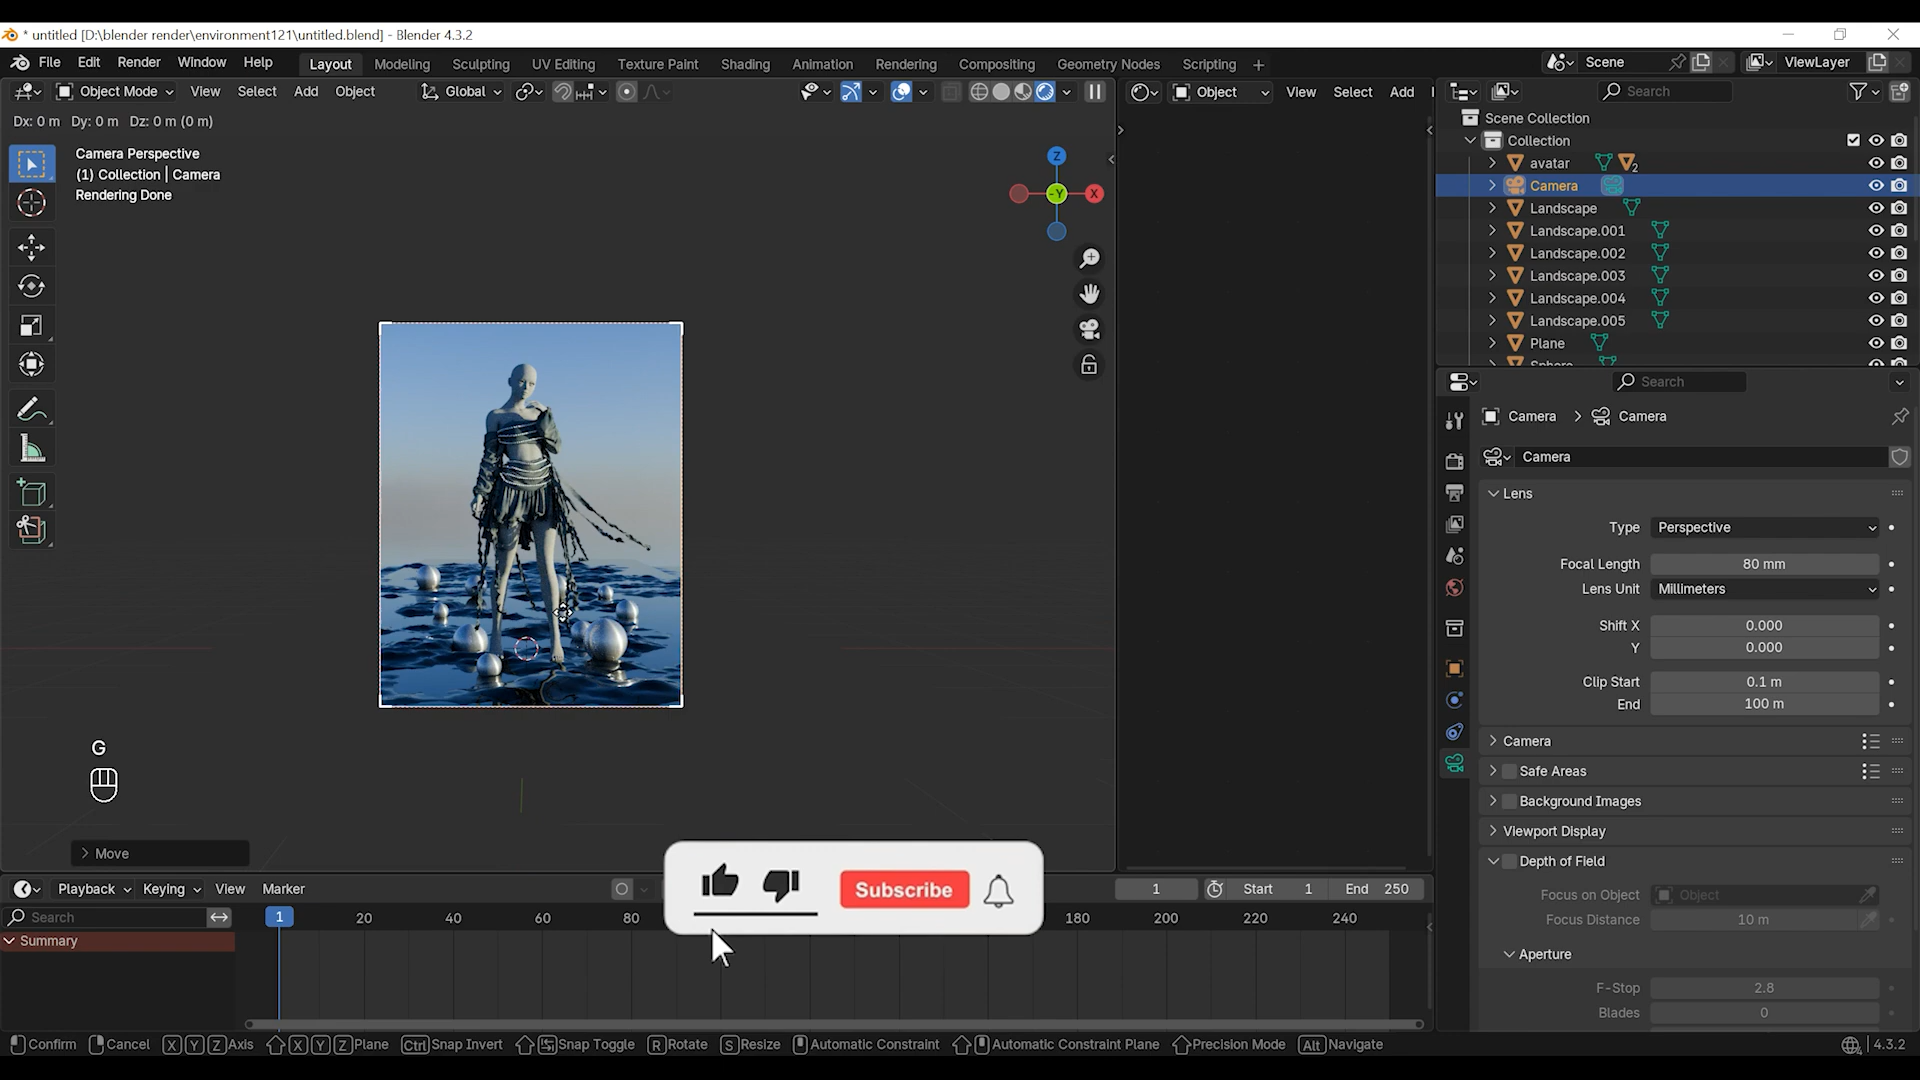 * untitled [D:\blender render\environment121\untitled.blend] - Blender 4.3.2
File Edit Render Window Help Layout Modeling Sculpting UV Editing Texture Paint Shading Animation Rendering Compositing Geometry Nodes Scripting + Scene ViewLayer
Object Mode View Select Add Object Global Object View Select Add Search
Dx: 0 m Dy: 0 m Dz: 0 m (0 m)
Camera Perspective
(1) Collection | Camera
Rendering Done
Z
-Y
X
G
Move
Scene Collection
Collection
avatar 2
Camera
Landscape
Landscape.001
Landscape.002
Landscape.003
Landscape.004
Landscape.005
Plane
Sphere
Search
Camera > Camera
Camera
Lens
Type Perspective
Focal Length 80 mm
Lens Unit Millimeters
Shift X 0.000
Y 0.000
Clip Start 0.1 m
End 100 m
Camera
Safe Areas
Background Images
Viewport Display
Depth of Field
Focus on Object Object
Focus Distance 10 m
Aperture
F-Stop 2.8
Blades 0
Subscribe
Playback Keying View Marker 1 Start 1 End 250
Search 1 20 40 60 80 180 200 220 240
Summary
Confirm Cancel X Y Z Axis X Y Z Plane Ctrl Snap Invert Snap Toggle R Rotate S Resize Automatic Constraint Automatic Constraint Plane Precision Mode Alt Navigate 4.3.2